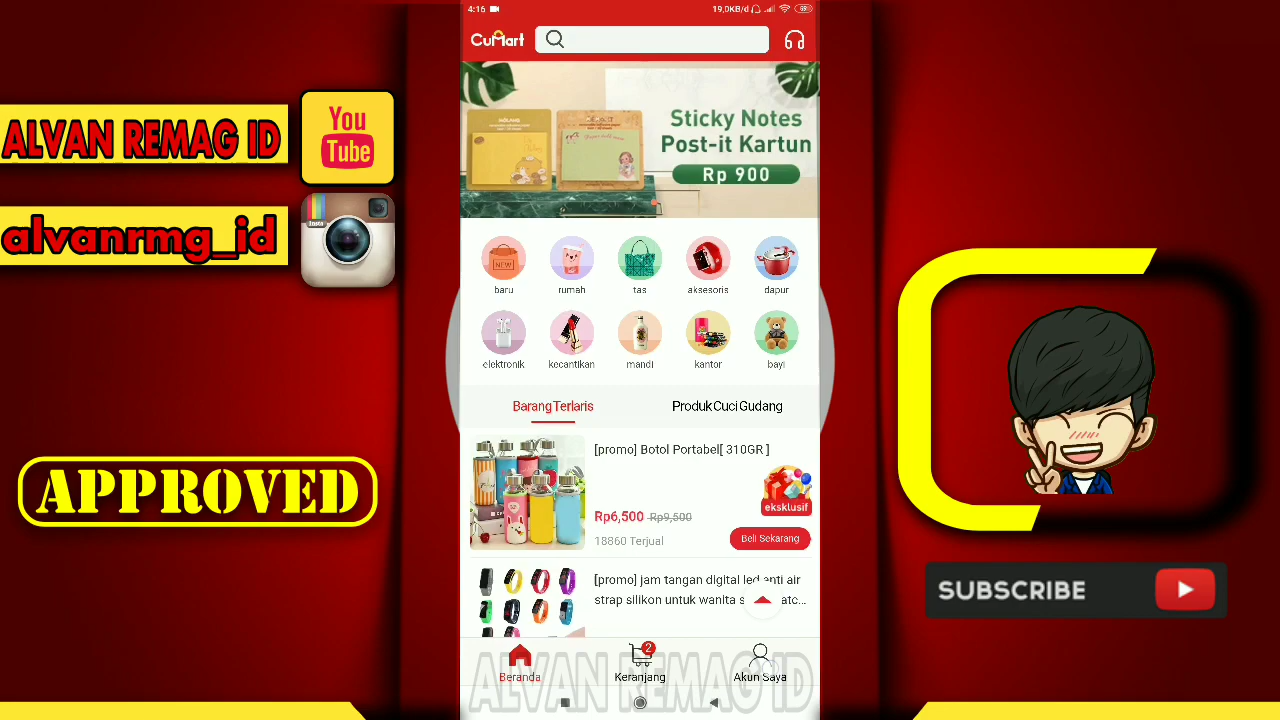 4:16
19,0KB/d
CuMart
ALVAN REMAG ID
You
Tube
alvanrmg_id
Insta
Sticky Notes
Post-it Kartun
Rp 900
NEW
baru
rumah
tas
aksesoris
dapur
elektronik
kecantikan
mandi
kantor
bayi
Barang Terlaris
Produk Cuci Gudang
[promo] Botol Portabel[ 310GR ]
eksklusif
Rp6,500 Rp9,500
18860 Terjual
Beli Sekarang
[promo] jam tangan digital led anti air
strap silikon untuk wanita
APPROVED
SUBSCRIBE
2
Beranda
Keranjang
Akun Saya
ALVAN REMAG ID